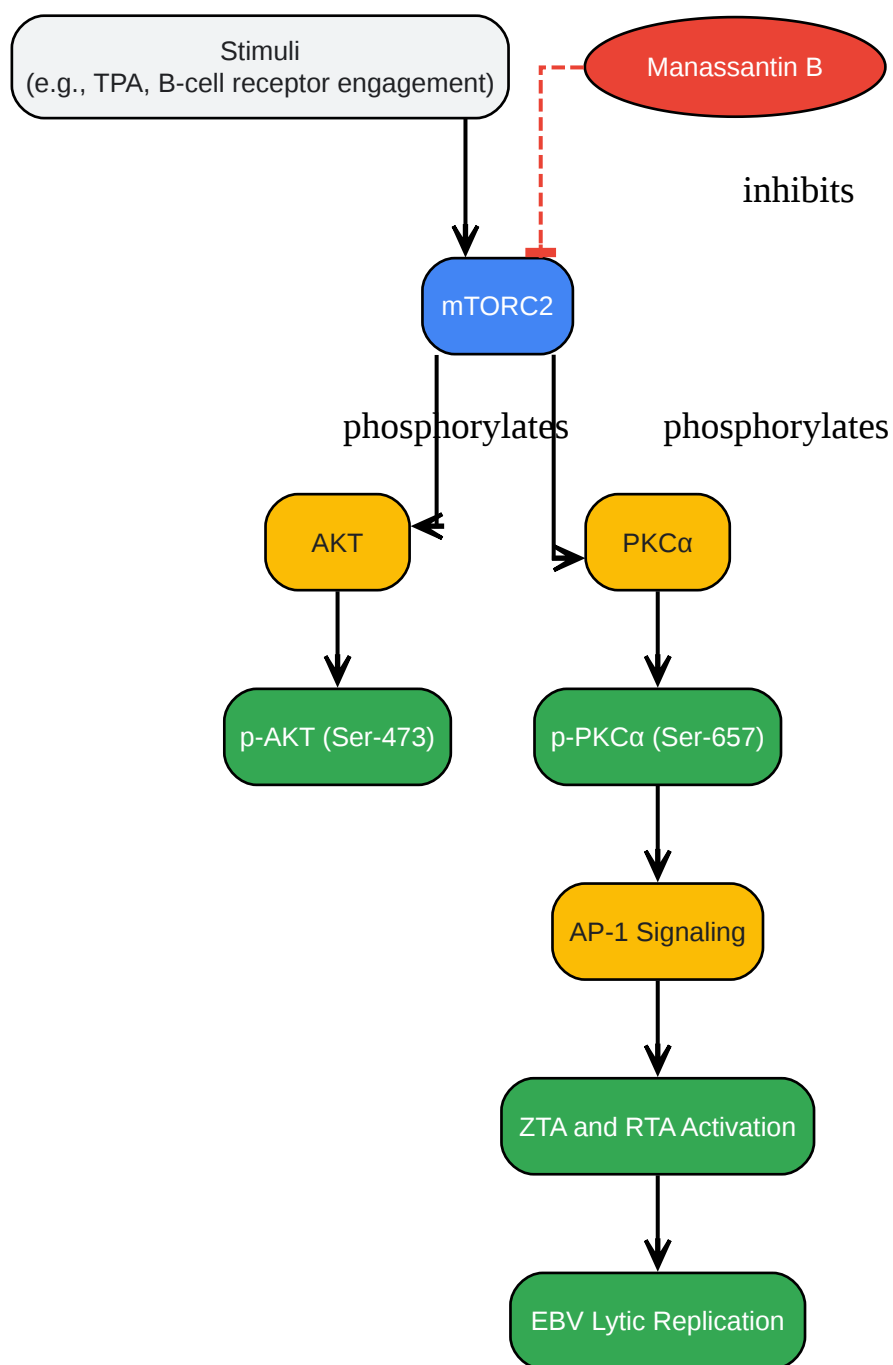 Stimuli
(e.g., TPA, B-cell receptor engagement)
Manassantin B
inhibits
mTORC2
phosphorylates
phosphorylates
AKT
PKCα
p-AKT (Ser-473)
p-PKCα (Ser-657)
AP-1 Signaling
ZTA and RTA Activation
EBV Lytic Replication